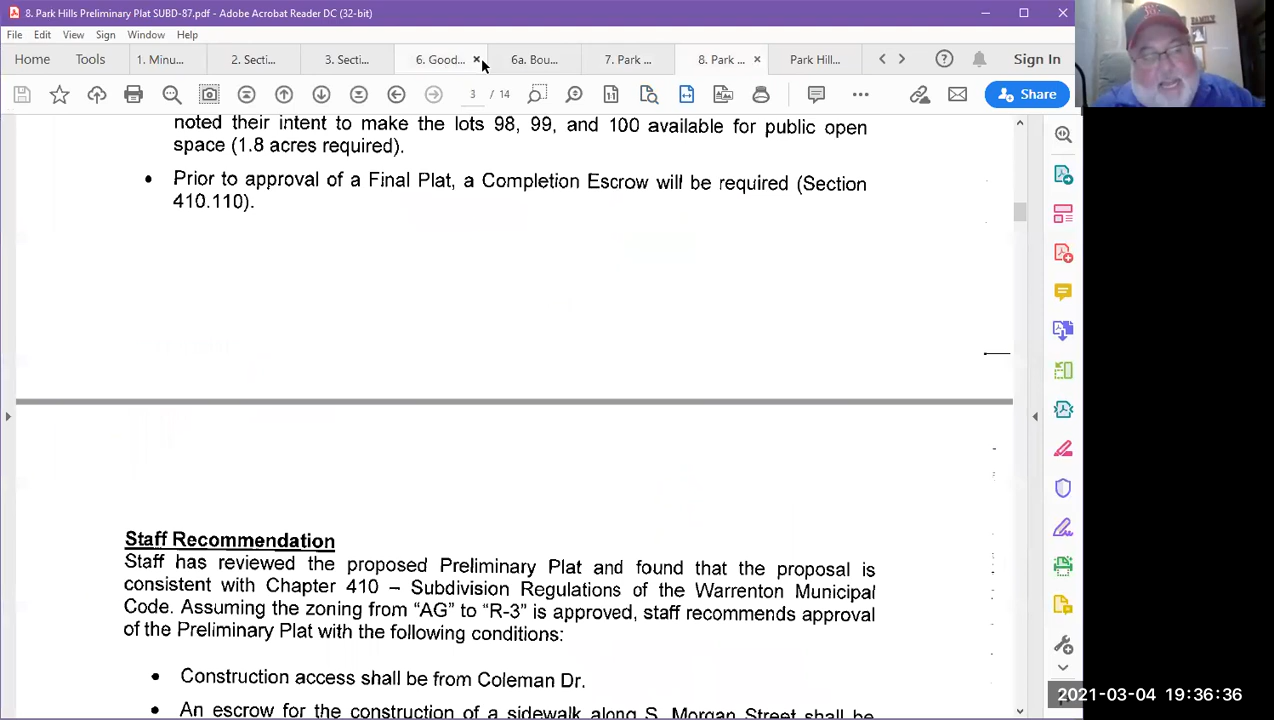 8. Park Hills Preliminary Plat SUBD-87.pdf - Adobe Acrobat Reader DC (32-bit)
File Edit View Sign Window Help
Home Tools 1. Minu... 2. Secti... 3. Secti... 6. Good... 6a. Bou... 7. Park ... 8. Park ... Park Hill... Sign In
3 / 14 Share
noted their intent to make the lots 98, 99, and 100 available for public open
space (1.8 acres required).
• Prior to approval of a Final Plat, a Completion Escrow will be required (Section
410.110).
Staff Recommendation
Staff has reviewed the proposed Preliminary Plat and found that the proposal is
consistent with Chapter 410 – Subdivision Regulations of the Warrenton Municipal
Code. Assuming the zoning from “AG” to “R-3” is approved, staff recommends approval
of the Preliminary Plat with the following conditions:
• Construction access shall be from Coleman Dr.
• An escrow for the construction of a sidewalk along S. Morgan Street shall be
2021-03-04 19:36:36